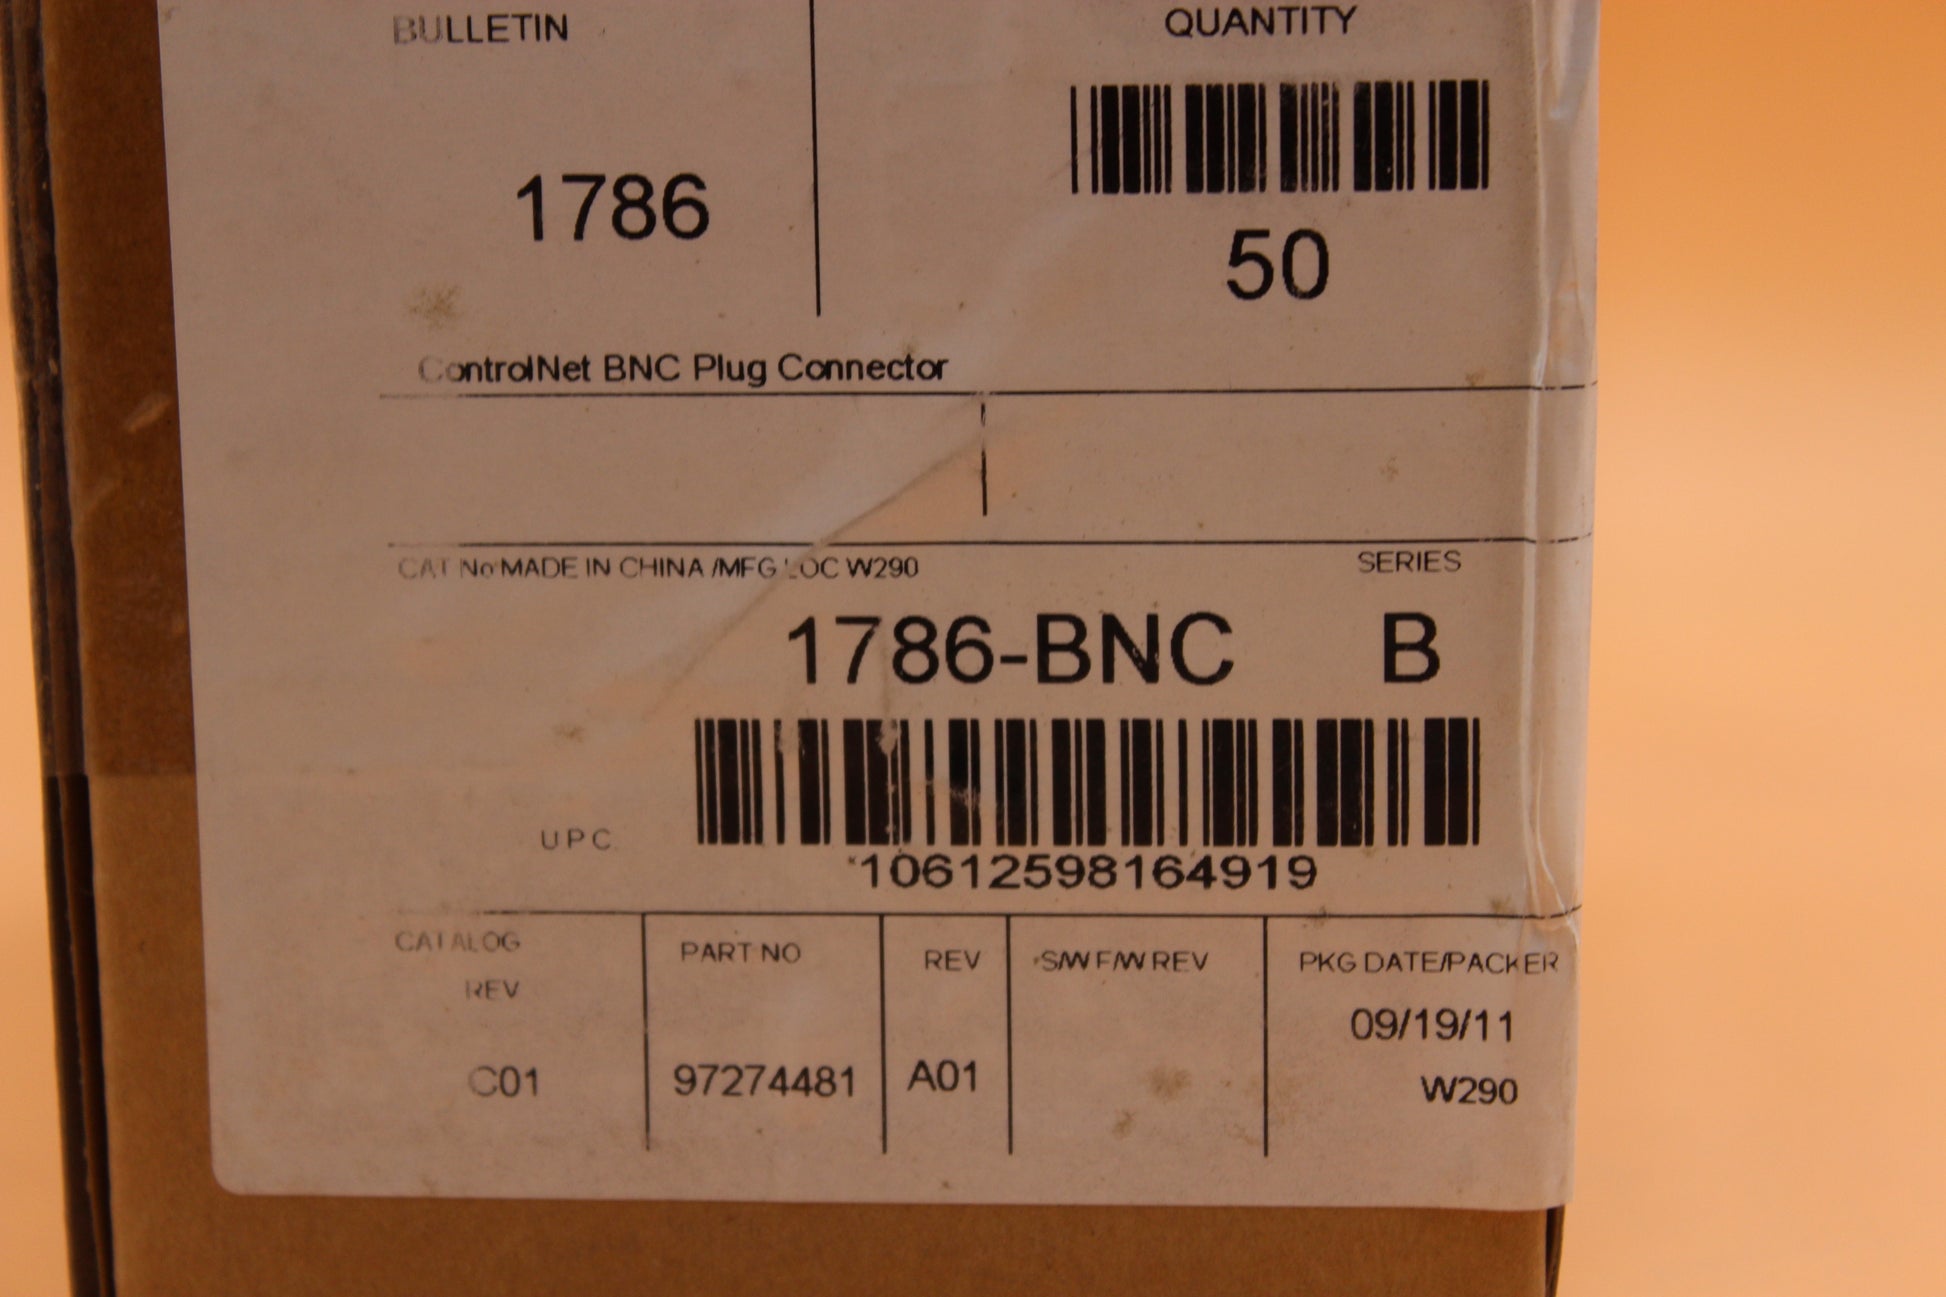 BULLETIN
QUANTITY
1786
50
ControlNet BNC Plug Connector
CAT No MADE IN CHINA /MFG LOC W290
SERIES
1786-BNC B
U P C
10612598164919
CATALOG
REV
PART NO
REV
S/W F/W REV
PKG DATE/PACKER
09/19/11
C01
97274481
A01
W290